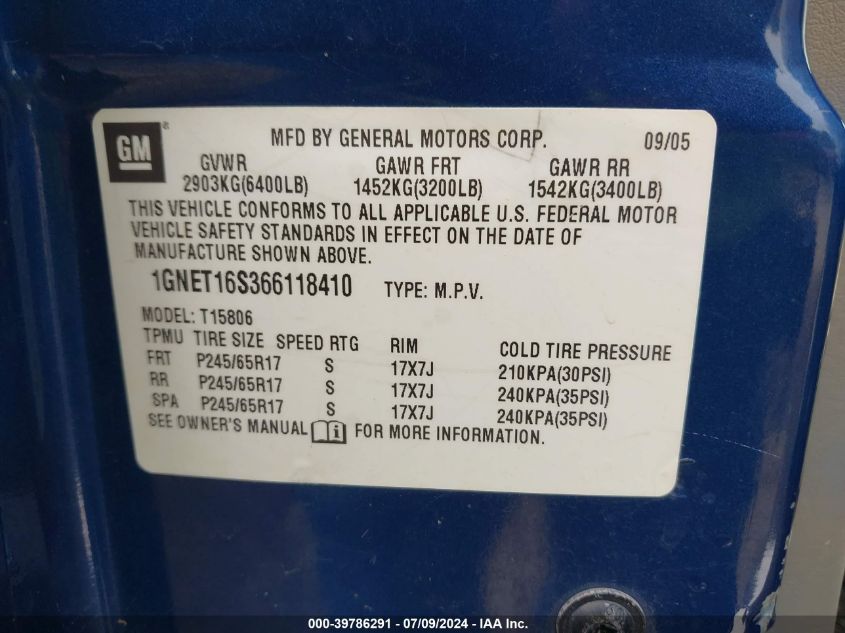 GM® MFD BY GENERAL MOTORS CORP. 09/05
GVWR GAWR FRT GAWR RR
2903KG(6400LB) 1452KG(3200LB) 1542KG(3400LB)
THIS VEHICLE CONFORMS TO ALL APPLICABLE U.S. FEDERAL MOTOR
VEHICLE SAFETY STANDARDS IN EFFECT ON THE DATE OF
MANUFACTURE SHOWN ABOVE.
1GNET16S366118410 TYPE: M.P.V.
MODEL: T15806
TPMU TIRE SIZE SPEED RTG RIM COLD TIRE PRESSURE
FRT P245/65R17 S 17X7J 210KPA(30PSI)
RR P245/65R17 S 17X7J 240KPA(35PSI)
SPA P245/65R17 S 17X7J 240KPA(35PSI)
SEE OWNER'S MANUAL i FOR MORE INFORMATION.
000-39786291 - 07/09/2024 - IAA Inc.